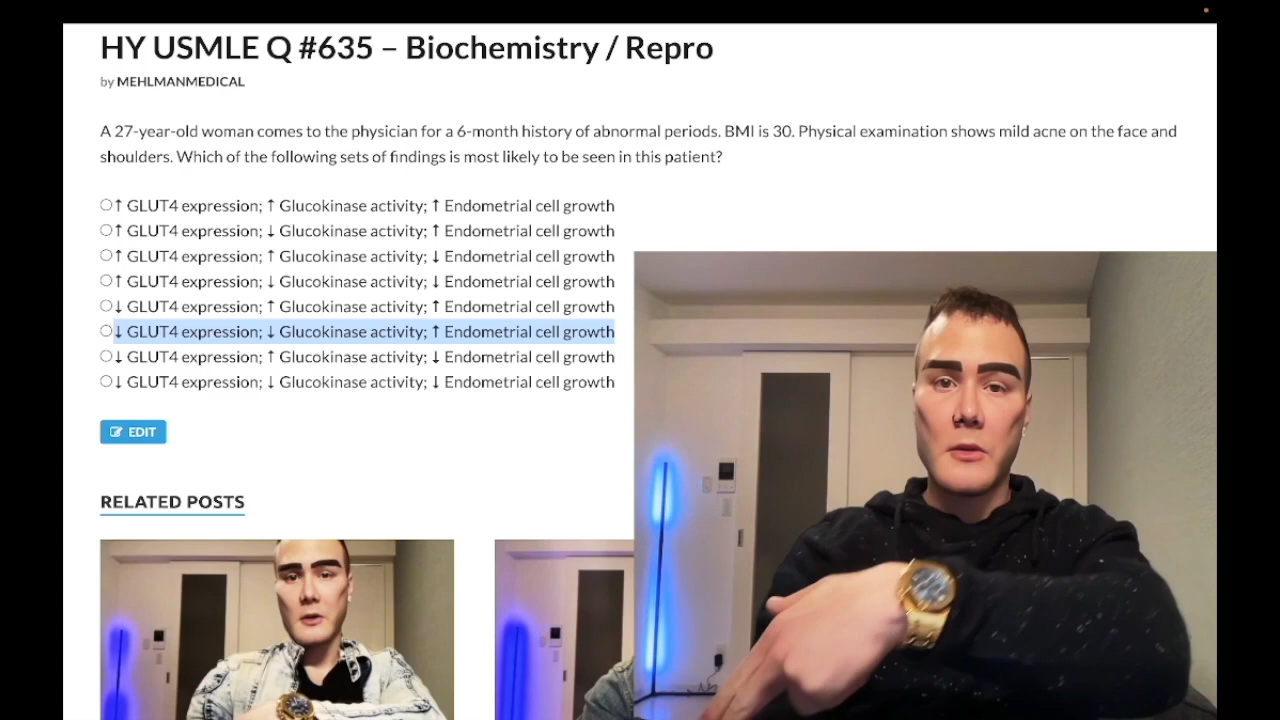 HY USMLE Q #635 – Biochemistry / Repro
by MEHLMANMEDICAL
A 27-year-old woman comes to the physician for a 6-month history of abnormal periods. BMI is 30. Physical examination shows mild acne on the face and
shoulders. Which of the following sets of findings is most likely to be seen in this patient?
↑ GLUT4 expression; ↑ Glucokinase activity; ↑ Endometrial cell growth
↑ GLUT4 expression; ↓ Glucokinase activity; ↑ Endometrial cell growth
↑ GLUT4 expression; ↑ Glucokinase activity; ↓ Endometrial cell growth
↑ GLUT4 expression; ↓ Glucokinase activity; ↓ Endometrial cell growth
↓ GLUT4 expression; ↑ Glucokinase activity; ↑ Endometrial cell growth
↓ GLUT4 expression; ↓ Glucokinase activity; ↑ Endometrial cell growth
↓ GLUT4 expression; ↑ Glucokinase activity; ↓ Endometrial cell growth
↓ GLUT4 expression; ↓ Glucokinase activity; ↓ Endometrial cell growth
EDIT
RELATED POSTS